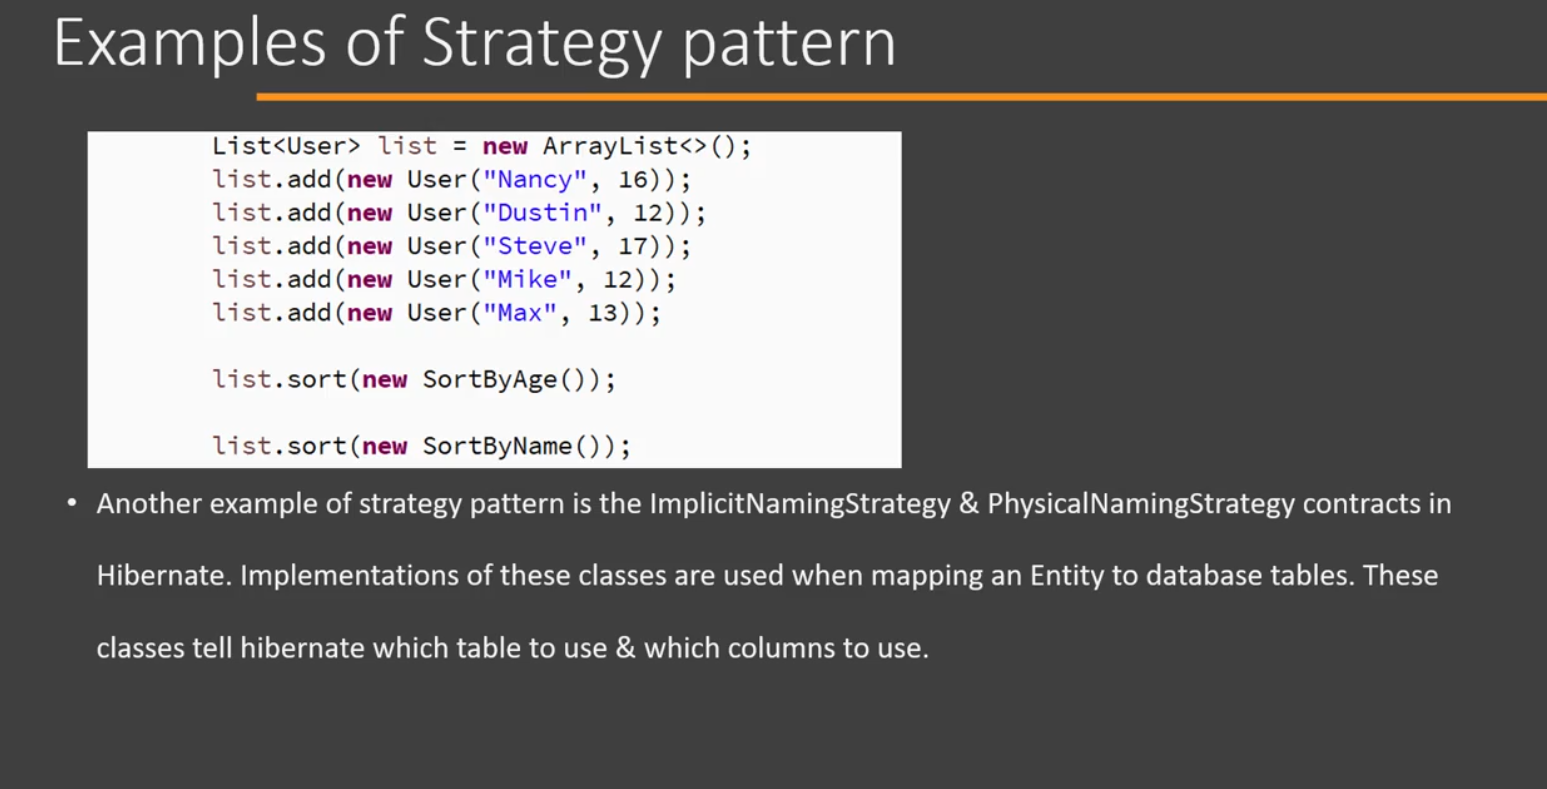 Examples of Strategy pattern
List<User> list = new ArrayList<>();
list.add(new User("Nancy", 16));
list.add(new User("Dustin", 12));
list.add(new User("Steve", 17));
list.add(new User("Mike", 12));
list.add(new User("Max", 13));
list.sort(new SortByAge());
list.sort(new SortByName());
• Another example of strategy pattern is the ImplicitNamingStrategy & PhysicalNamingStrategy contracts in
Hibernate. Implementations of these classes are used when mapping an Entity to database tables. These
classes tell hibernate which table to use & which columns to use.